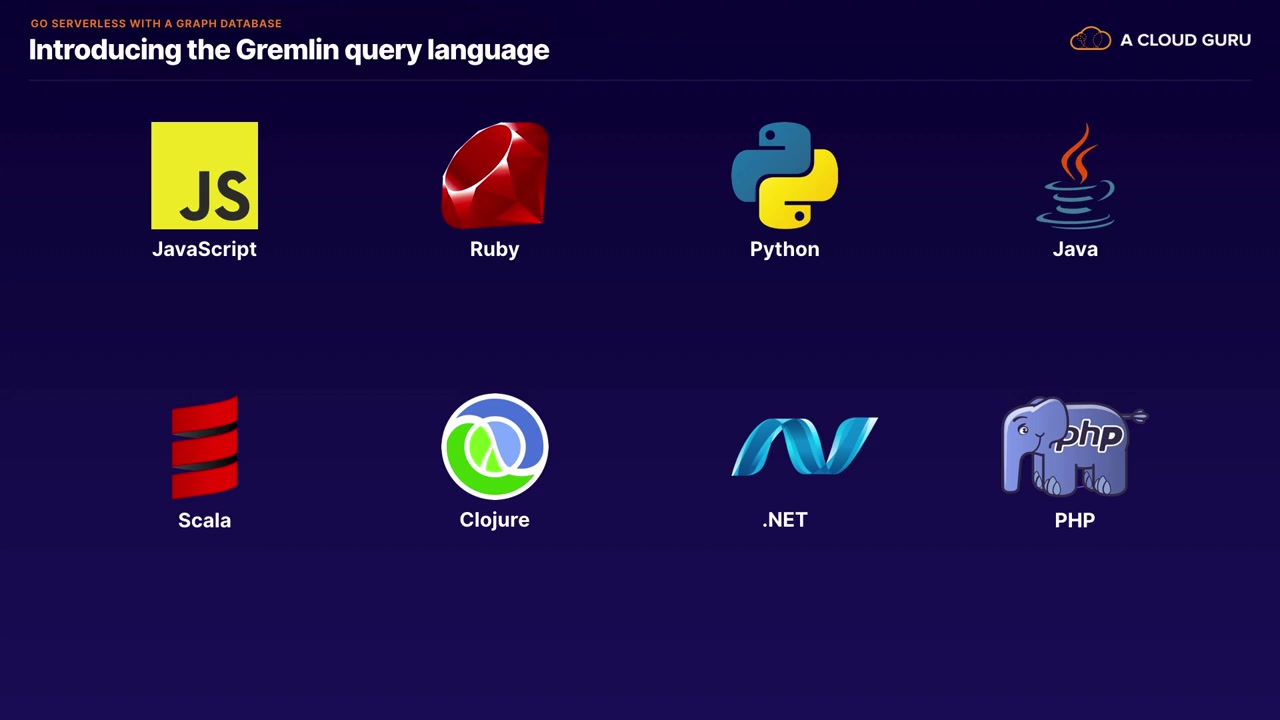 GO SERVERLESS WITH A GRAPH DATABASE
Introducing the Gremlin query language
A CLOUD GURU
JS
JavaScript
Ruby
Python
Java
php
Scala
Clojure
.NET
PHP